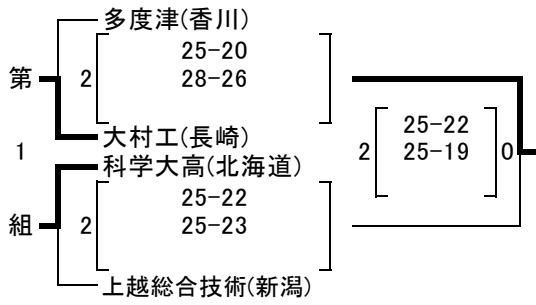 多度津(香川)
25-20
第 2 28-26
大村工(長崎)
25-22
1 2 25-19 0
科学大高(北海道)
25-22
組 2 25-23
上越総合技術(新潟)